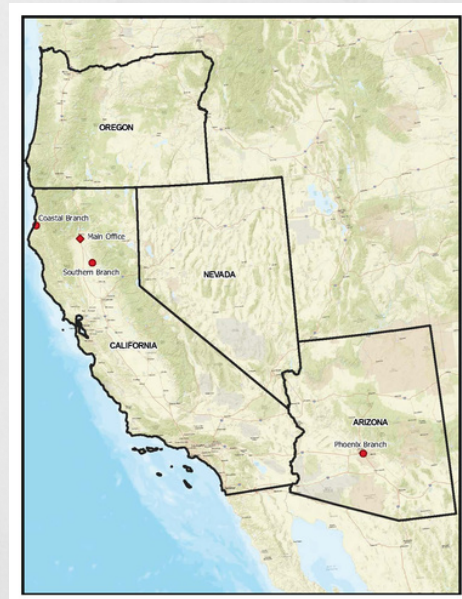 OREGON
Coastal Branch
Main Office
Southern Branch
NEVADA
CALIFORNIA
ARIZONA
Phoenix Branch